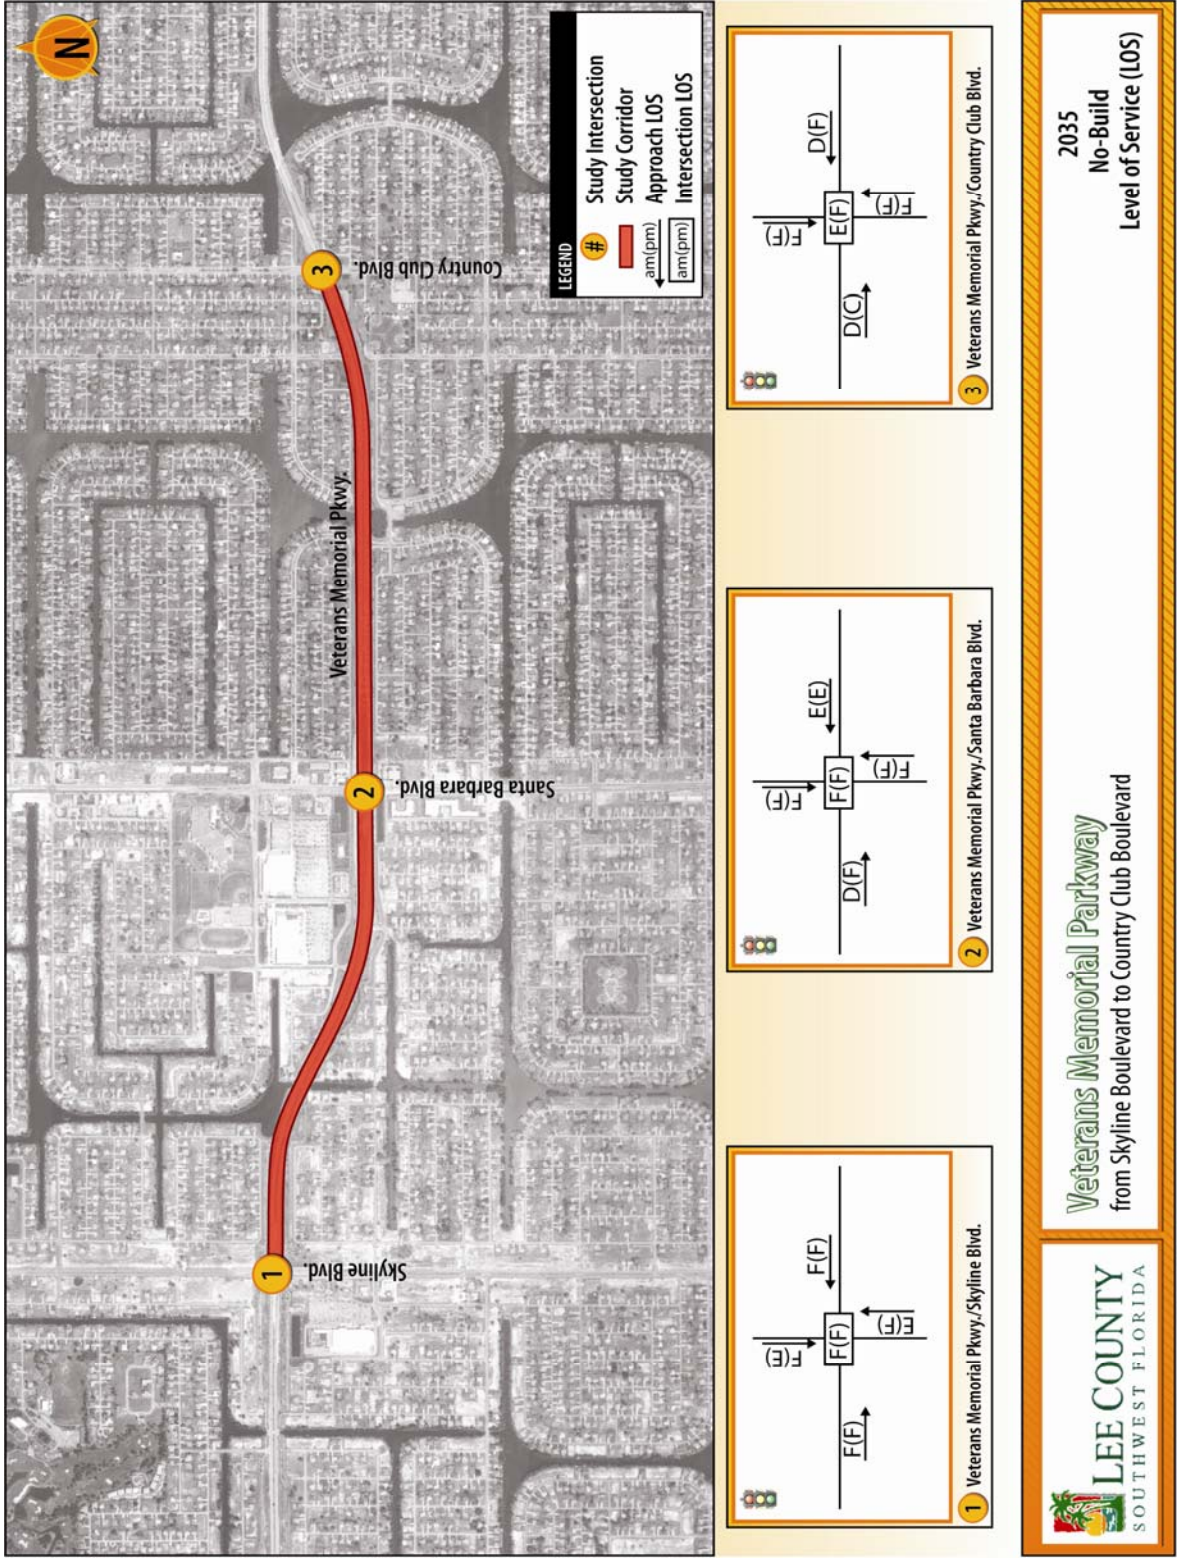 N
LEGEND
# Study Intersection
Study Corridor
am(pm) Approach LOS
am(pm) Intersection LOS
Veterans Memorial Pkwy.
1
Skyline Blvd.
2
Santa Barbara Blvd.
3
Country Club Blvd.
F(E)
F(F)
F(F)
F(F)
E(F)
1 Veterans Memorial Pkwy./Skyline Blvd.
F(F)
E(E)
D(F)
F(F)
F(F)
2 Veterans Memorial Pkwy./Santa Barbara Blvd.
F(F)
D(F)
D(C)
E(F)
F(F)
3 Veterans Memorial Pkwy./Country Club Blvd.
LEE COUNTY
SOUTHWEST FLORIDA
Veterans Memorial Parkway
from Skyline Boulevard to Country Club Boulevard
2035
No-Build
Level of Service (LOS)